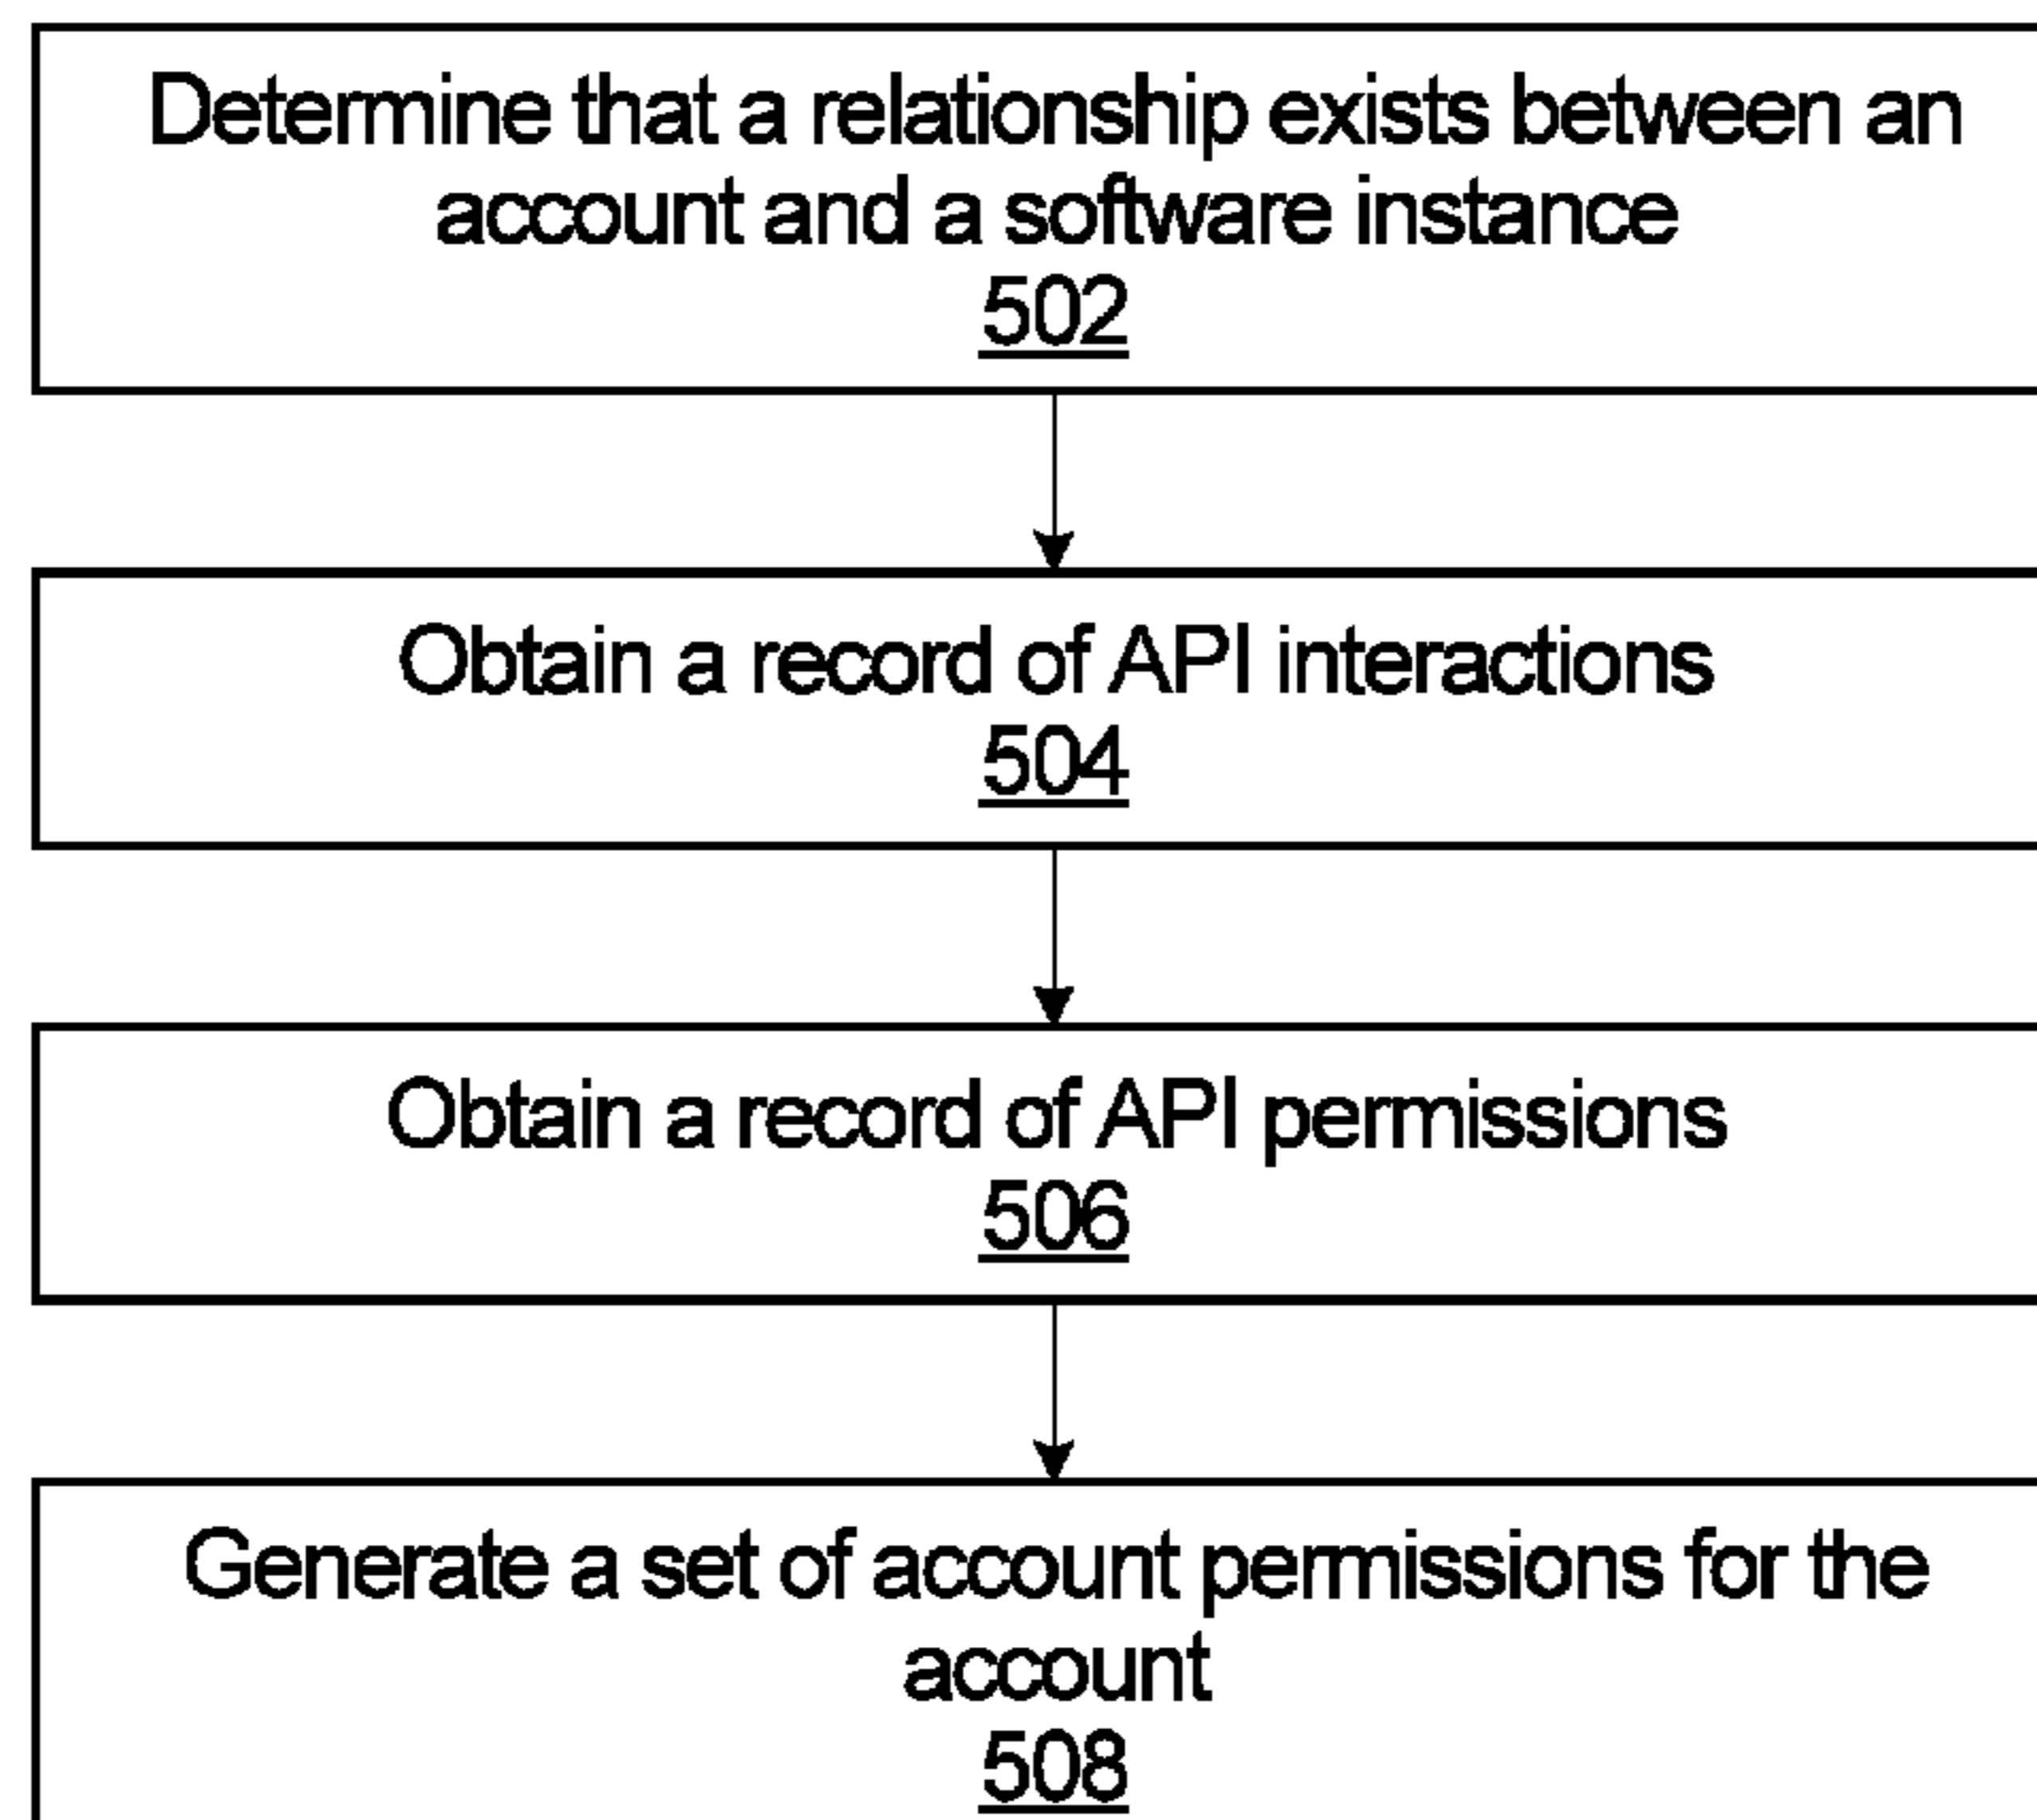 Determine that a relationship exists between an
account and a software instance
502
Obtain a record of API interactions
504
Obtain a record of API permissions
506
Generate a set of account permissions for the
account
508